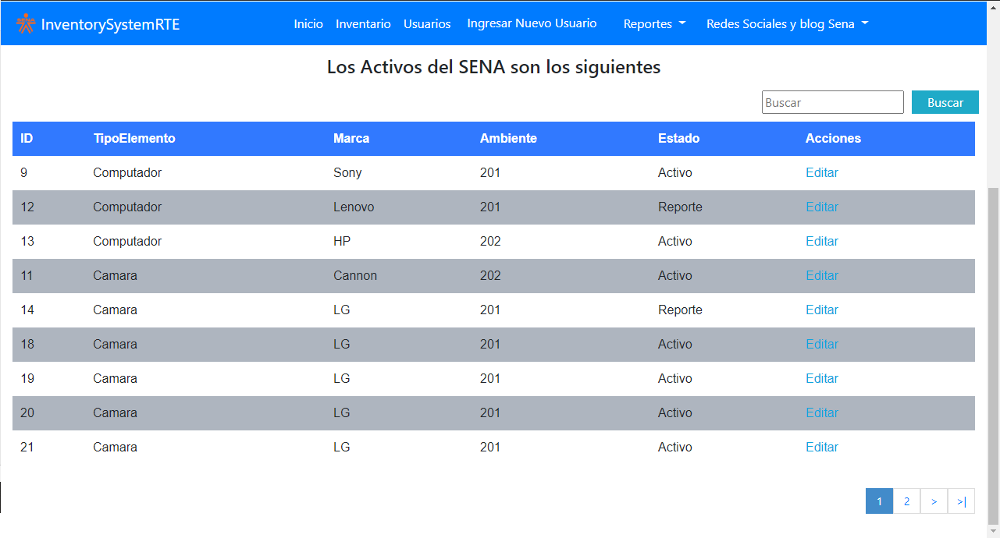 InventorySystemRTE Inicio Inventario Usuarios Ingresar Nuevo Usuario Reportes Redes Sociales y blog Sena
Los Activos del SENA son los siguientes
Buscar Buscar
ID TipoElemento Marca Ambiente Estado Acciones
9 Computador Sony 201 Activo Editar
12 Computador Lenovo 201 Reporte Editar
13 Computador HP 202 Activo Editar
11 Camara Cannon 202 Activo Editar
14 Camara LG 201 Reporte Editar
18 Camara LG 201 Activo Editar
19 Camara LG 201 Activo Editar
20 Camara LG 201 Activo Editar
21 Camara LG 201 Activo Editar
1 2 > >|